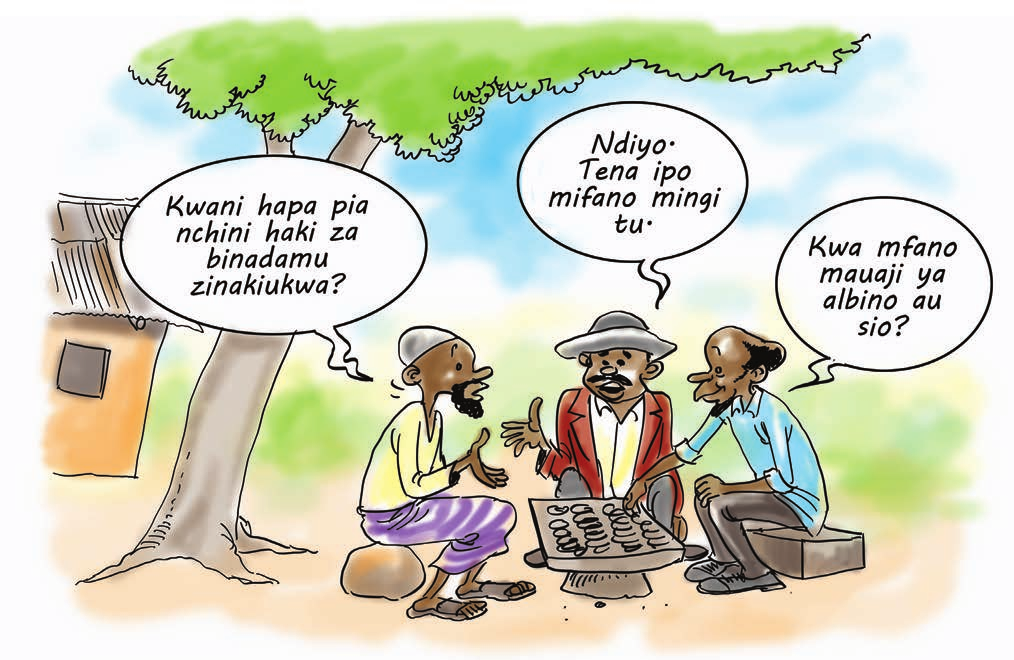 Kwani hapa pia
nchini haki za
binadamu
zinakiukwa?
Ndiyo.
Tena ipo
mifano mingi
tu.
Kwa mfano
mauaji ya
albino au
sio?